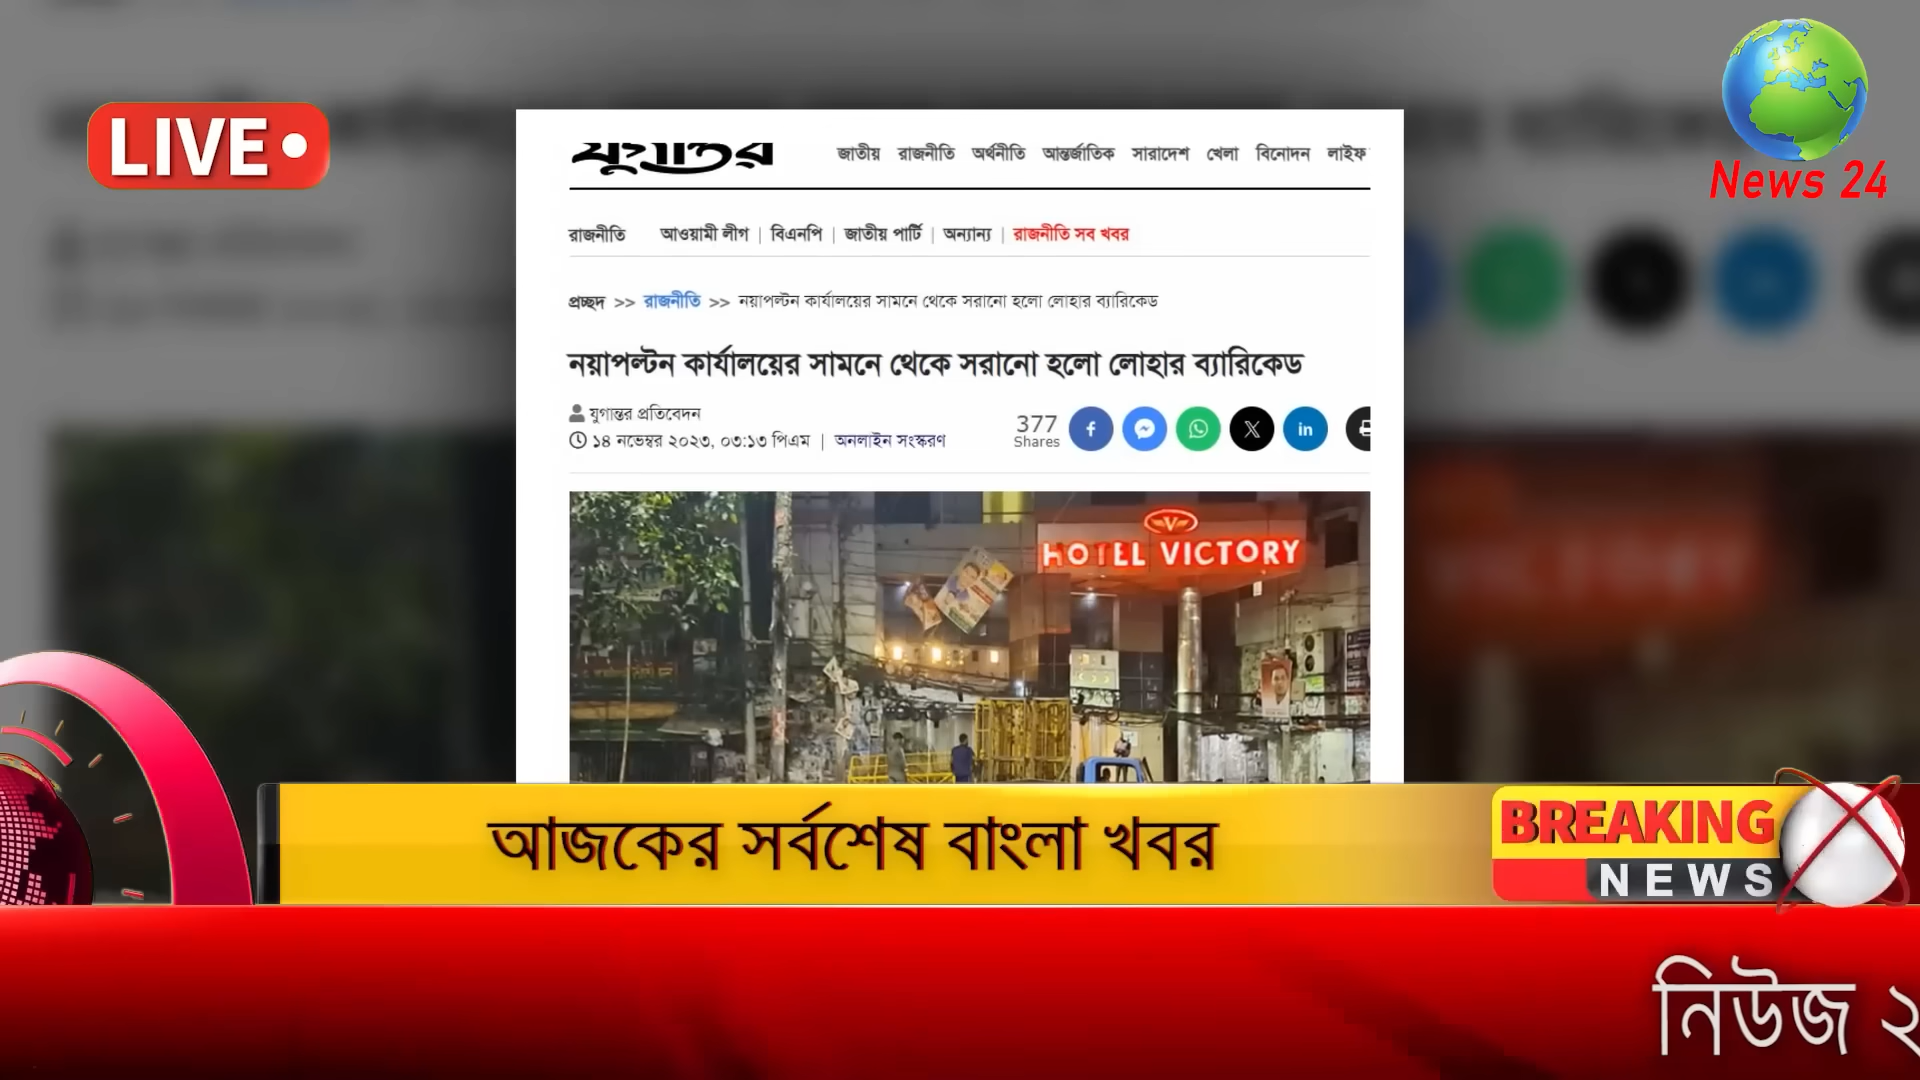 LIVE
News 24
যুগান্তর
জাতীয় রাজনীতি অর্থনীতি আন্তর্জাতিক সারাদেশ খেলা বিনোদন লাইফ
রাজনীতি আওয়ামী লীগ | বিএনপি | জাতীয় পার্টি | অন্যান্য | রাজনীতি সব খবর
প্রচ্ছদ >> রাজনীতি >> নয়াপল্টন কার্যালয়ের সামনে থেকে সরানো হলো লোহার ব্যারিকেড
নয়াপল্টন কার্যালয়ের সামনে থেকে সরানো হলো লোহার ব্যারিকেড
যুগান্তর প্রতিবেদন
১৪ নভেম্বর ২০২৩, ০৩:১৩ পিএম | অনলাইন সংস্করণ
377
Shares
HOTEL VICTORY
আজকের সর্বশেষ বাংলা খবর
BREAKING
NEWS
নিউজ ২